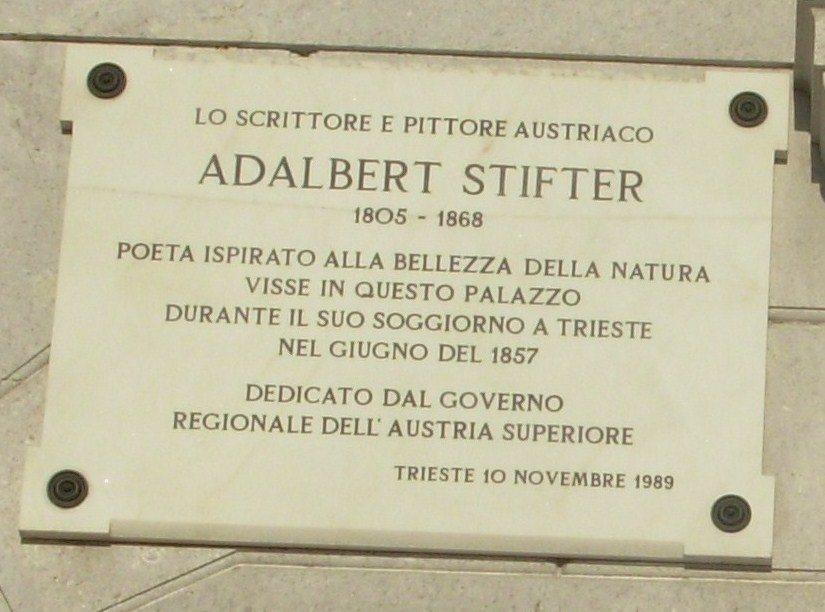 LO SCRITTORE E PITTORE AUSTRIACO
ADALBERT STIFTER
1805 - 1868
POETA ISPIRATO ALLA BELLEZZA DELLA NATURA
VISSE IN QUESTO PALAZZO
DURANTE IL SUO SOGGIORNO A TRIESTE
NEL GIUGNO DEL 1857
DEDICATO DAL GOVERNO
REGIONALE DELL' AUSTRIA SUPERIORE
TRIESTE 10 NOVEMBRE 1989